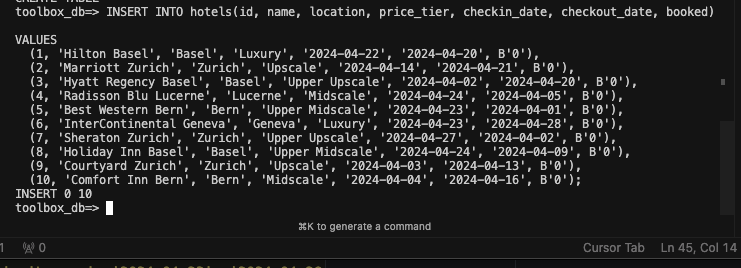 CREATE TABLE
toolbox_db=> INSERT INTO hotels(id, name, location, price_tier, checkin_date, checkout_date, booked)
VALUES
(1, 'Hilton Basel', 'Basel', 'Luxury', '2024-04-22', '2024-04-20', B'0'),
(2, 'Marriott Zurich', 'Zurich', 'Upscale', '2024-04-14', '2024-04-21', B'0'),
(3, 'Hyatt Regency Basel', 'Basel', 'Upper Upscale', '2024-04-02', '2024-04-20', B'0'),
(4, 'Radisson Blu Lucerne', 'Lucerne', 'Midscale', '2024-04-24', '2024-04-05', B'0'),
(5, 'Best Western Bern', 'Bern', 'Upper Midscale', '2024-04-23', '2024-04-01', B'0'),
(6, 'InterContinental Geneva', 'Geneva', 'Luxury', '2024-04-23', '2024-04-28', B'0'),
(7, 'Sheraton Zurich', 'Zurich', 'Upper Upscale', '2024-04-27', '2024-04-02', B'0'),
(8, 'Holiday Inn Basel', 'Basel', 'Upper Midscale', '2024-04-24', '2024-04-09', B'0'),
(9, 'Courtyard Zurich', 'Zurich', 'Upscale', '2024-04-03', '2024-04-13', B'0'),
(10, 'Comfort Inn Bern', 'Bern', 'Midscale', '2024-04-04', '2024-04-16', B'0');
INSERT 0 10
toolbox_db=>
⌘K to generate a command
1 0 Cursor Tab Ln 45, Col 14